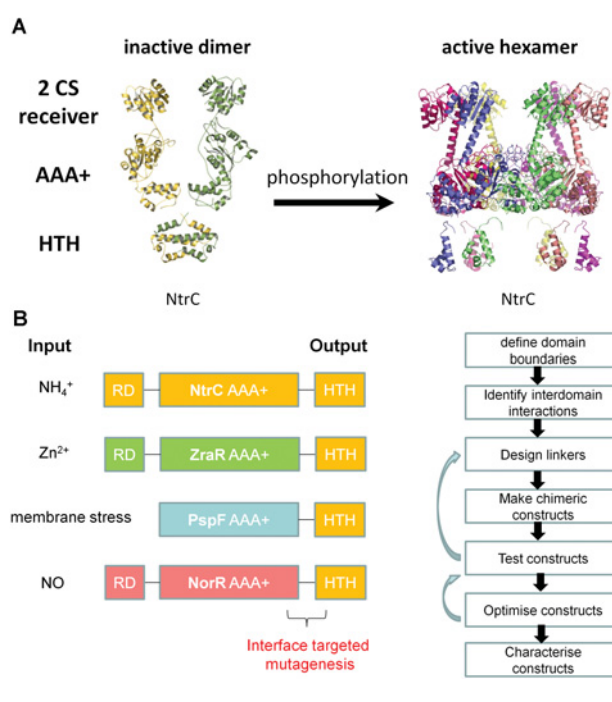 A
inactive dimer
active hexamer
2 CS
receiver
AAA+
HTH
phosphorylation
NtrC
NtrC
B
Input
Output
NH₄⁺
RD
NtrC AAA+
HTH
Zn²⁺
RD
ZraR AAA+
HTH
membrane stress
PspF AAA+
HTH
NO
RD
NorR AAA+
HTH
Interface targeted
mutagenesis
define domain
boundaries
Identify interdomain
interactions
Design linkers
Make chimeric
constructs
Test constructs
Optimise constructs
Characterise
constructs